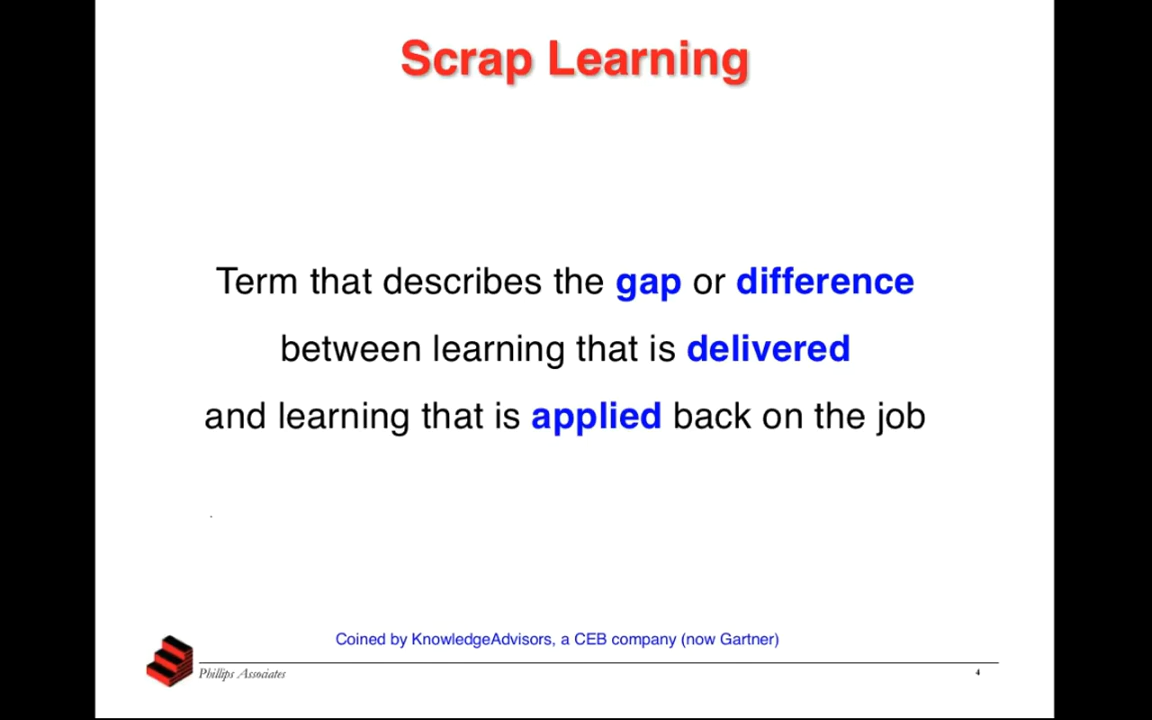 Scrap Learning
Term that describes the gap or difference
between learning that is delivered
and learning that is applied back on the job
Coined by KnowledgeAdvisors, a CEB company (now Gartner)
Phillips Associates
4